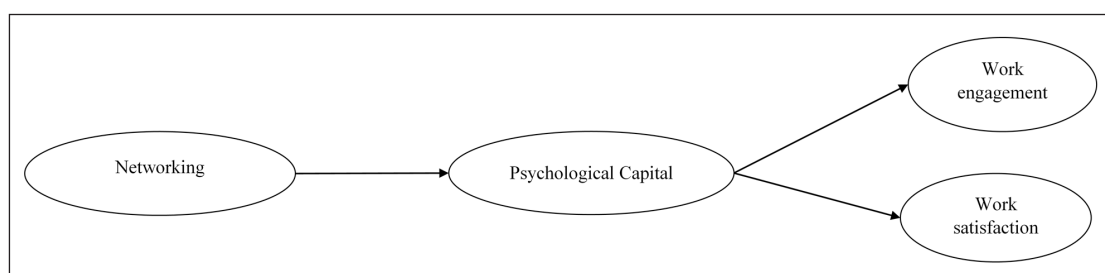 Work
engagement
Networking
Psychological Capital
Work
satisfaction